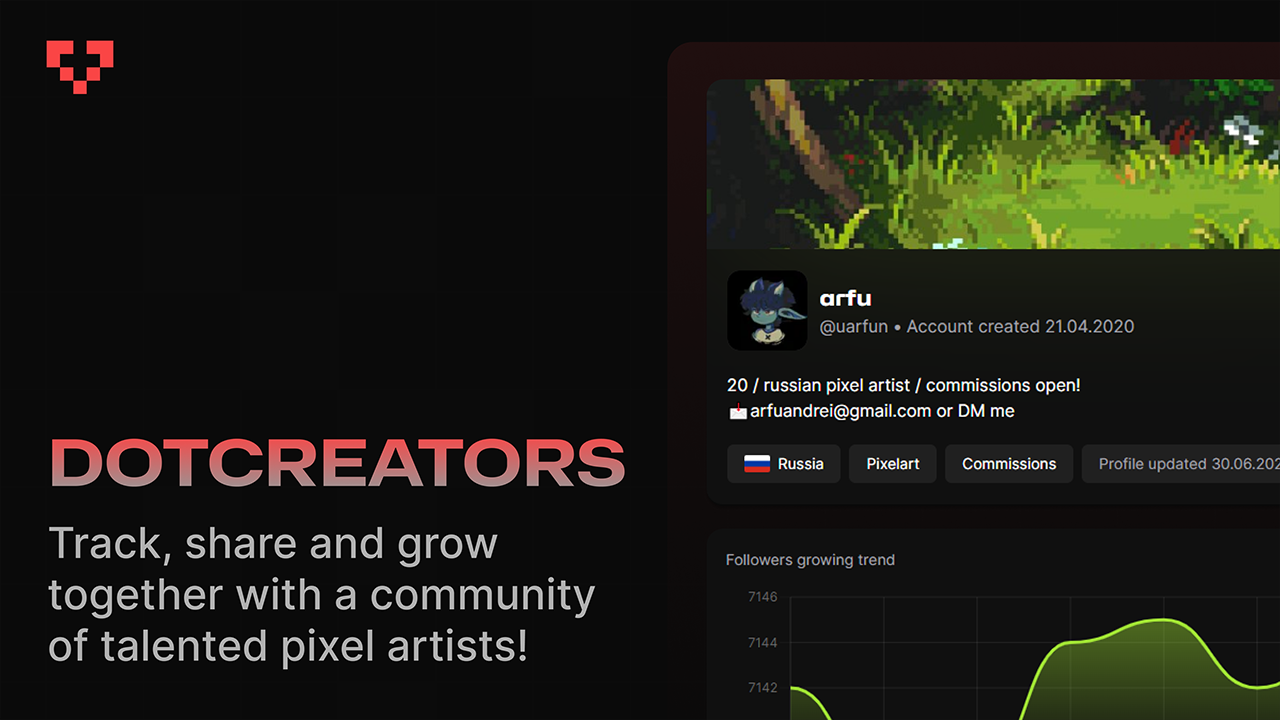 DOTCREATORS
Track, share and grow
together with a community
of talented pixel artists!
arfu
@uarfun • Account created 21.04.2020
20 / russian pixel artist / commissions open!
📩arfuandrei@gmail.com or DM me
Russia
Pixelart
Commissions
Profile updated 30.06.202
Followers growing trend
7146
7144
7142